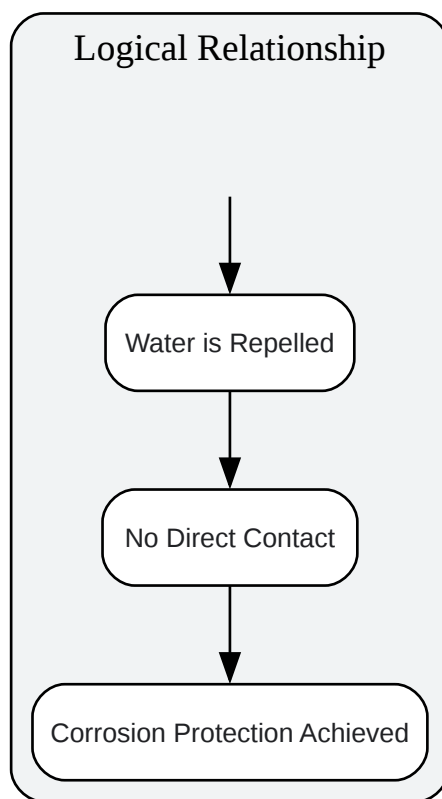 Logical Relationship
Water is Repelled
No Direct Contact
Corrosion Protection Achieved